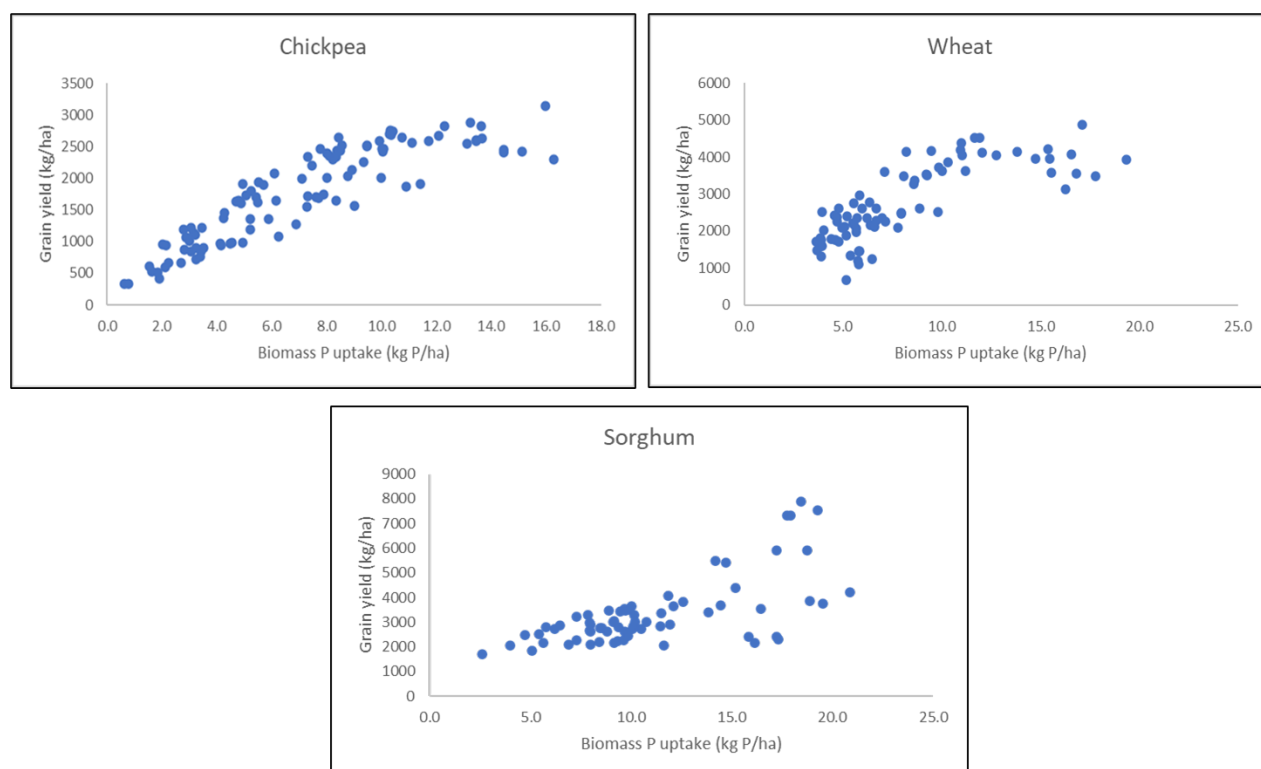 Chickpea
Grain yield (kg/ha)
3500
3000
2500
2000
1500
1000
500
0
0.0 2.0 4.0 6.0 8.0 10.0 12.0 14.0 16.0 18.0
Biomass P uptake (kg P/ha)
Wheat
Grain yield (kg/ha)
6000
5000
4000
3000
2000
1000
0
0.0 5.0 10.0 15.0 20.0 25.0
Biomass P uptake (kg P/ha)
Sorghum
Grain yield (kg/ha)
9000
8000
7000
6000
5000
4000
3000
2000
1000
0
0.0 5.0 10.0 15.0 20.0 25.0
Biomass P uptake (kg P/ha)